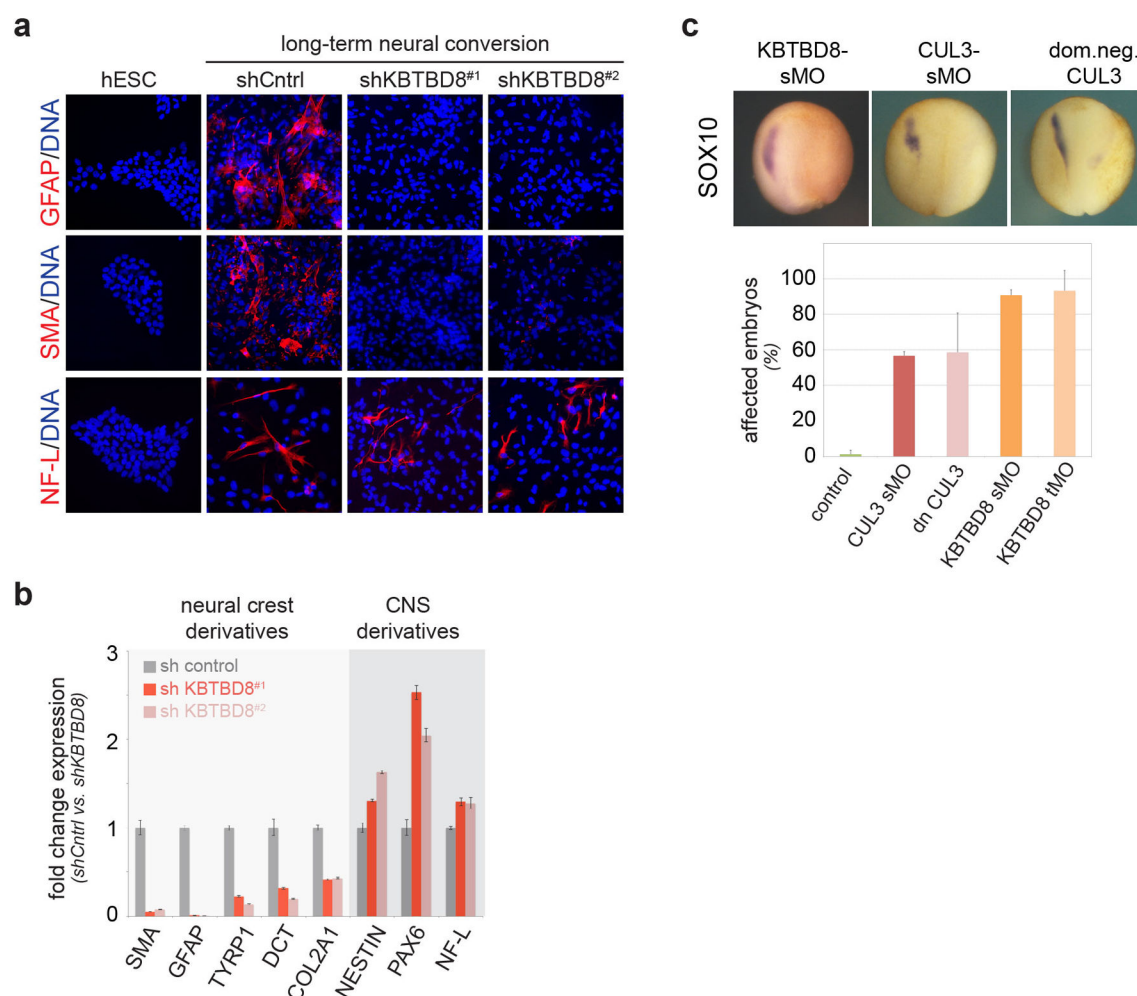 a
long-term neural conversion
hESC
shCntrl
shKBTBD8#1
shKBTBD8#2
GFAP/DNA
SMA/DNA
NF-L/DNA
b
neural crest
derivatives
CNS
derivatives
fold change expression
(shCntrl vs. shKBTBD8)
3
2
1
0
sh control
sh KBTBD8#1
sh KBTBD8#2
SMA
GFAP
TYRP1
DCT
COL2A1
NESTIN
PAX6
NF-L
c
KBTBD8-
sMO
CUL3-
sMO
dom.neg.
CUL3
SOX10
affected embryos
(%)
100
80
60
40
20
0
control
CUL3 sMO
dn CUL3
KBTBD8 sMO
KBTBD8 tMO